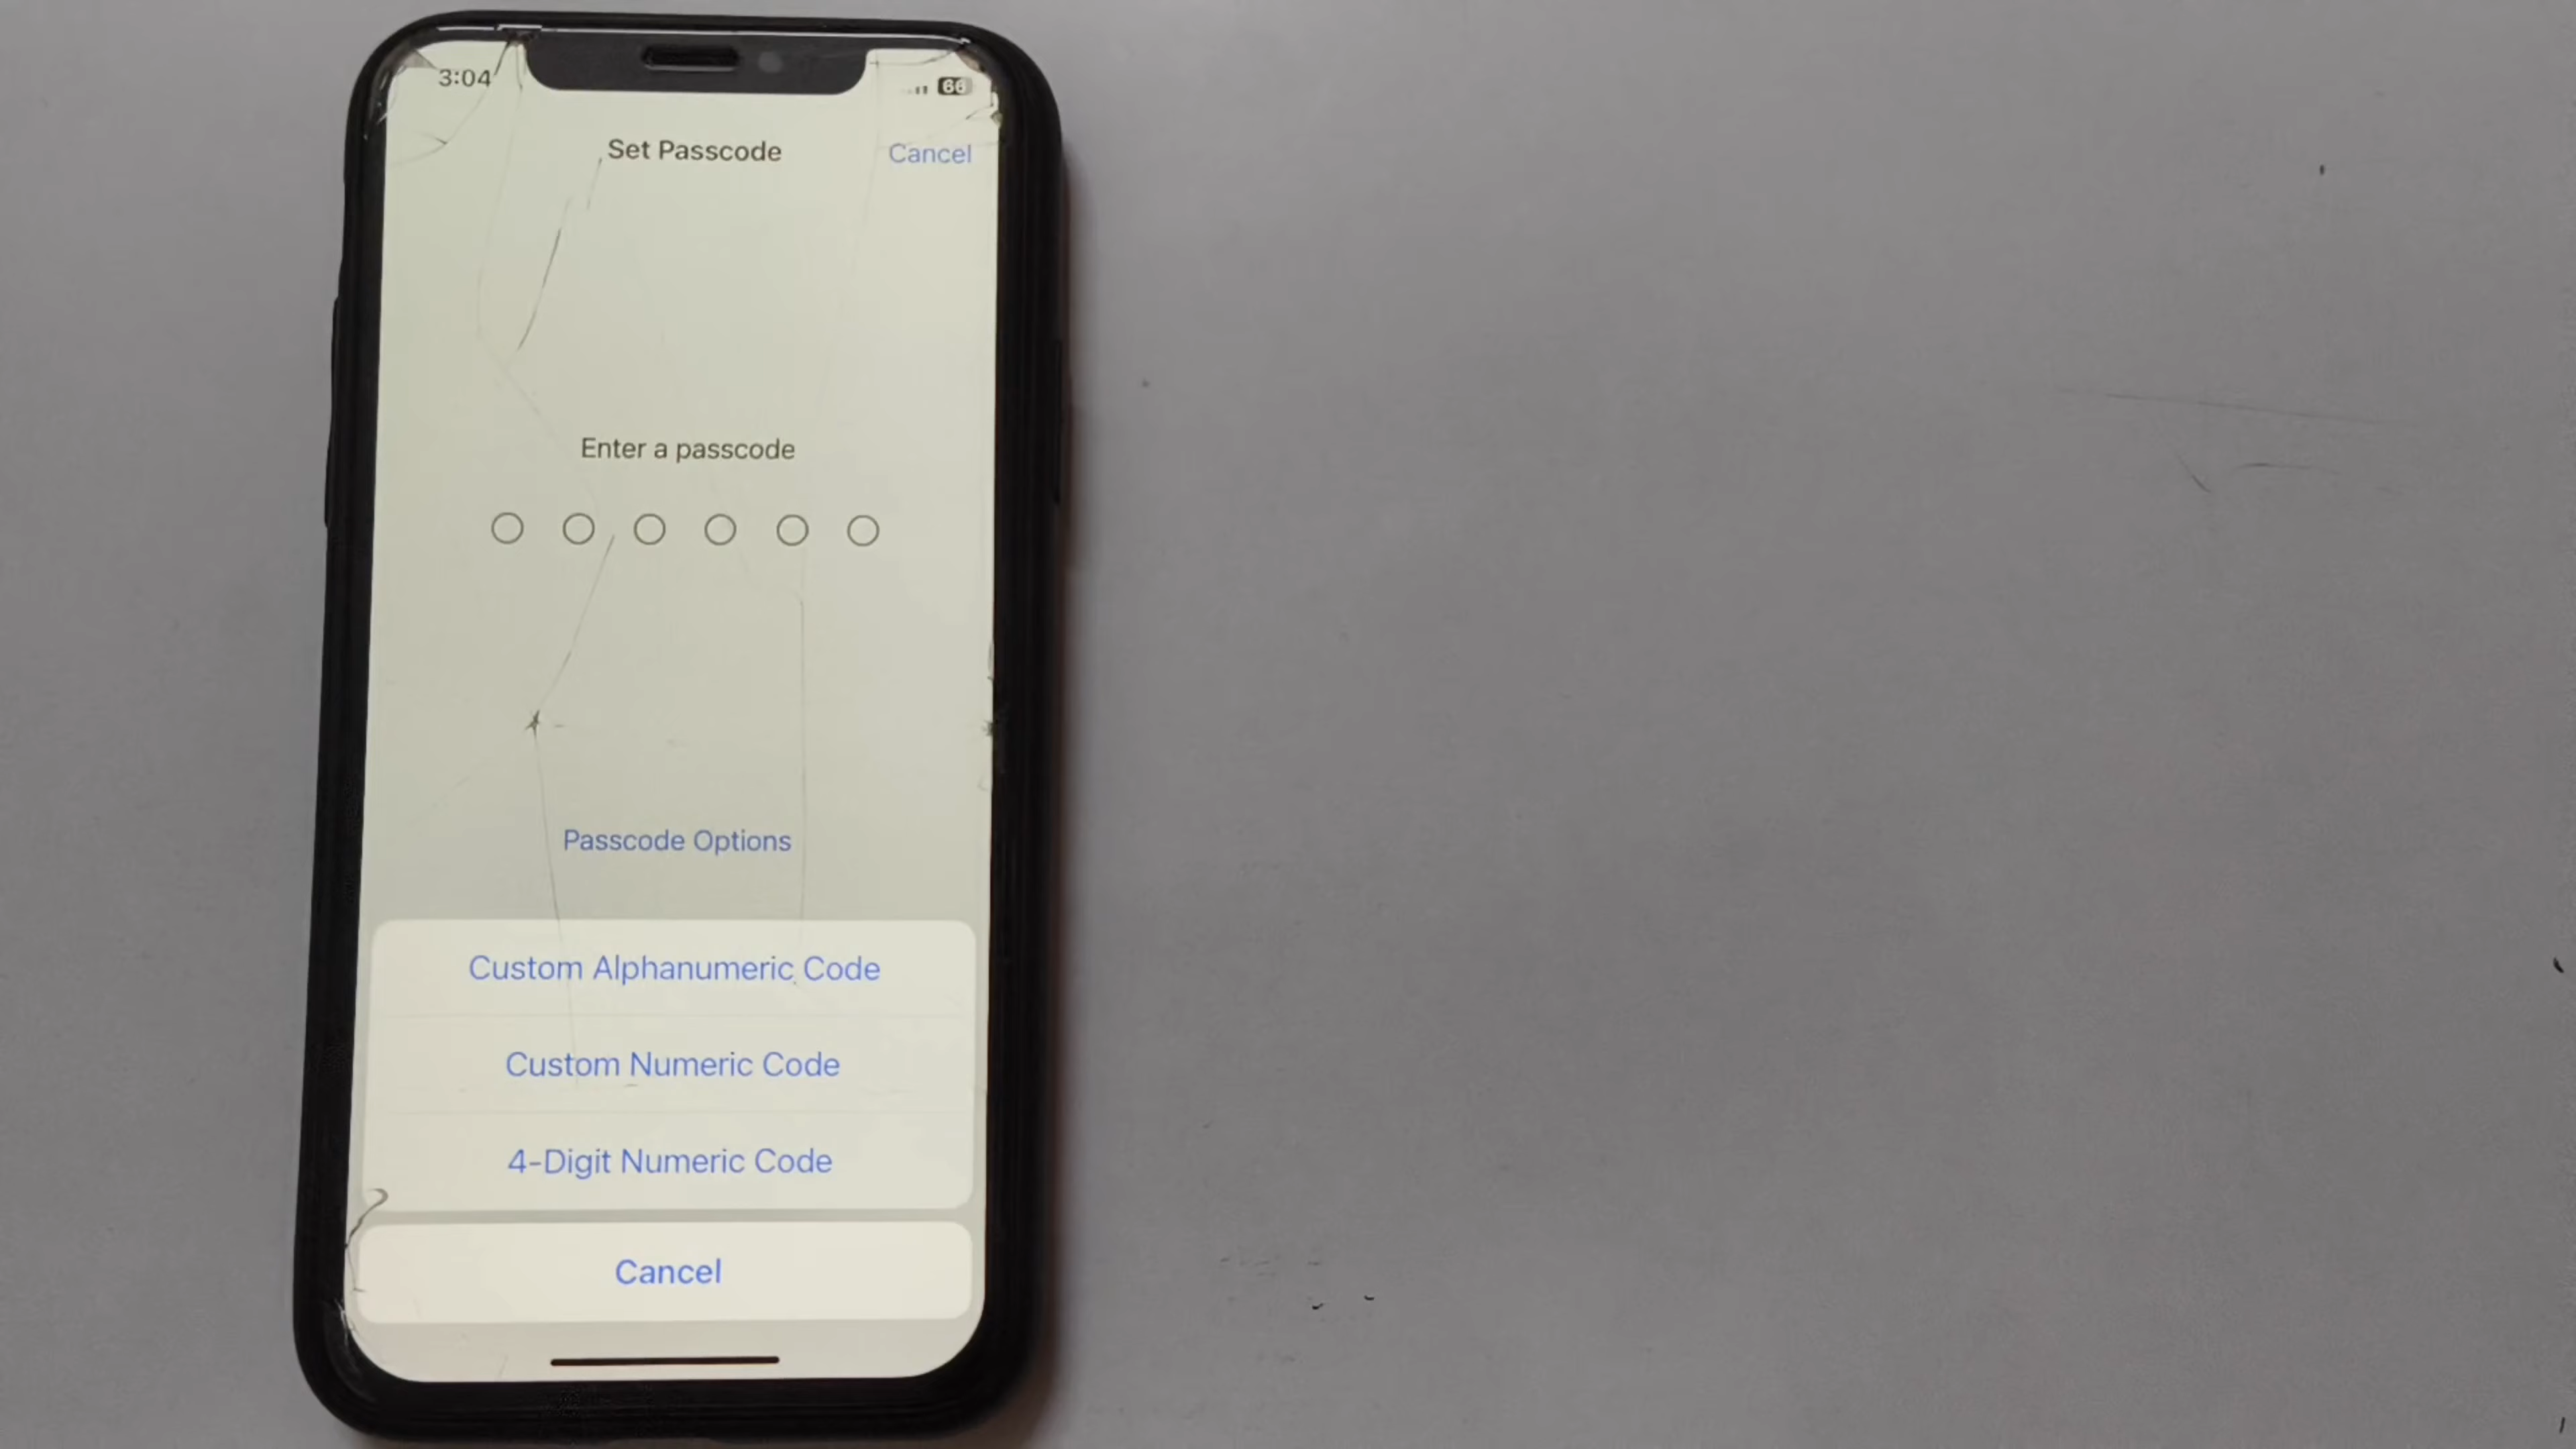 3:04
66
Set Passcode
Cancel
Enter a passcode
Passcode Options
Custom Alphanumeric Code
Custom Numeric Code
4-Digit Numeric Code
Cancel